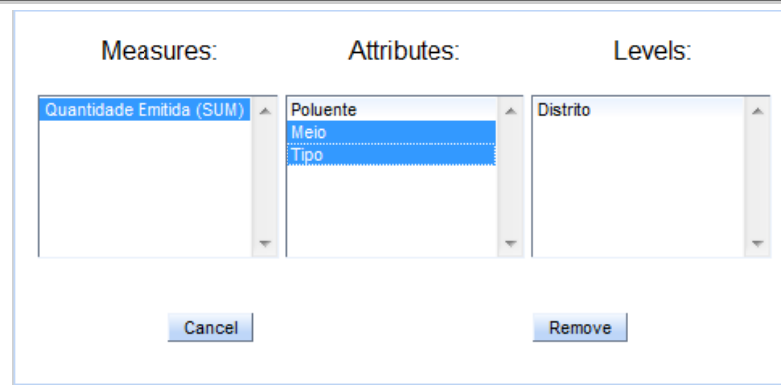 Measures: Attributes: Levels:
Quantidade Emitida (SUM) Poluente Distrito
Meio
Tipo
Cancel Remove